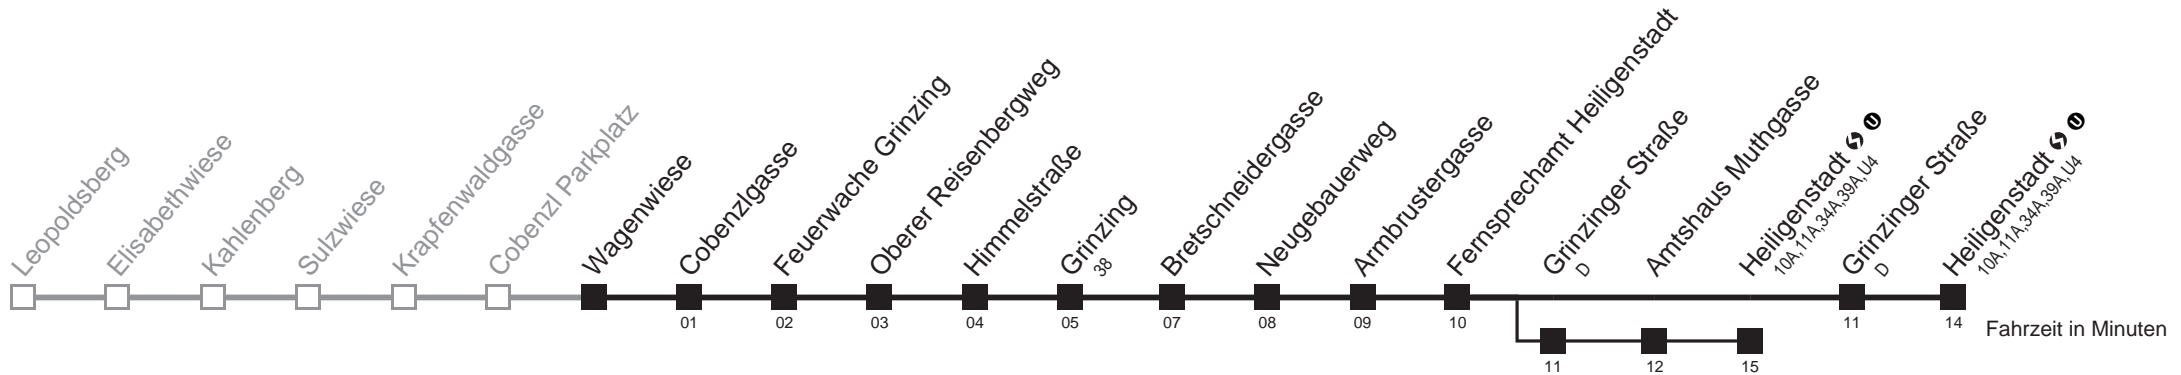 Leopoldsberg
Elisabethwiese
Kahlenberg
Sulzwiese
Krapfenwaldgasse
Cobenzl Parkplatz
Wagenwiese
Cobenzlgasse
Feuerwache Grinzing
Oberer Reisenbergweg
Himmelstraße
Grinzing
38
Bretschneidergasse
Neugebauerweg
Armbrustergasse
Fernsprechamt Heiligenstadt
Grinzinger Straße
D
Amtshaus Muthgasse
Heiligenstadt S U
10A,11A,34A,39A,U4
Grinzinger Straße
D
Heiligenstadt S U
10A,11A,34A,39A,U4
01 02 03 04 05 07 08 09 10 11 14
Fahrzeit in Minuten
11 12 15